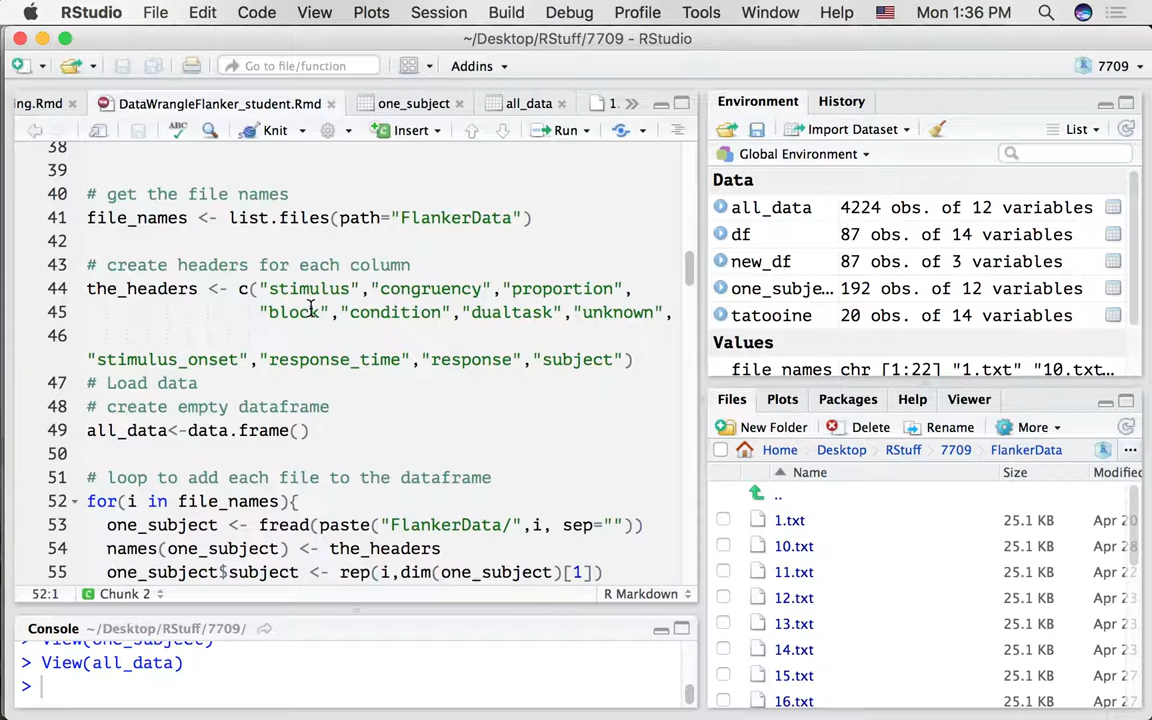 RStudio File Edit Code View Plots Session Build Debug Profile Tools Window Help Mon 1:36 PM
~/Desktop/RStuff/7709 - RStudio
Go to file/function Addins 7709
ing.Rmd DataWrangleFlanker_student.Rmd one_subject all_data 1.
ABC Knit Insert Run
38
39
40 # get the file names
41 file_names <- list.files(path="FlankerData")
42
43 # create headers for each column
44 the_headers <- c("stimulus","congruency","proportion",
45 "block","condition","dualtask","unknown",
46
"stimulus_onset","response_time","response","subject")
47 # Load data
48 # create empty dataframe
49 all_data<-data.frame()
50
51 # loop to add each file to the dataframe
52 for(i in file_names){
53 one_subject <- fread(paste("FlankerData/",i, sep=""))
54 names(one_subject) <- the_headers
55 one_subject$subject <- rep(i,dim(one_subject)[1])
52:1 Chunk 2 R Markdown
Console ~/Desktop/RStuff/7709/
> View(one_subject)
> View(all_data)
>
Environment History
Import Dataset List
Global Environment
Data
all_data 4224 obs. of 12 variables
df 87 obs. of 14 variables
new_df 87 obs. of 3 variables
one_subje... 192 obs. of 12 variables
tatooine 20 obs. of 14 variables
Values
file_names chr [1:22] "1.txt" "10.txt...
Files Plots Packages Help Viewer
New Folder Delete Rename More
Home Desktop RStuff 7709 FlankerData ...
Name Size Modified
..
1.txt 25.1 KB Apr 20
10.txt 25.1 KB Apr 28
11.txt 25.1 KB Apr 22
12.txt 25.1 KB Apr 23
13.txt 25.1 KB Apr 23
14.txt 25.1 KB Apr 23
15.txt 25.1 KB Apr 27
16.txt 25.1 KB Apr 27